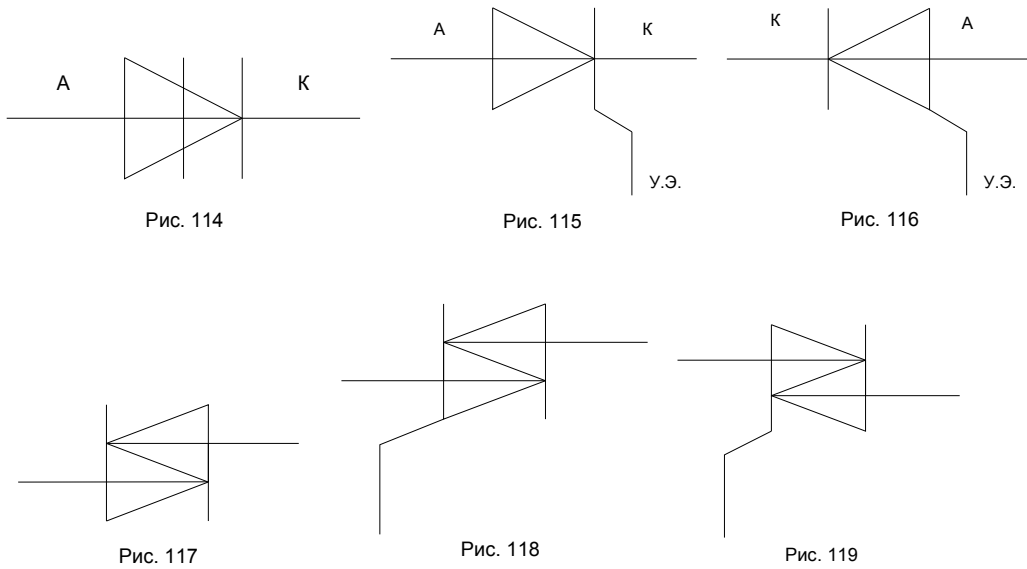 А
К
Рис. 114
А
К
У.Э.
Рис. 115
К
А
У.Э.
Рис. 116
Рис. 117
Рис. 118
Рис. 119